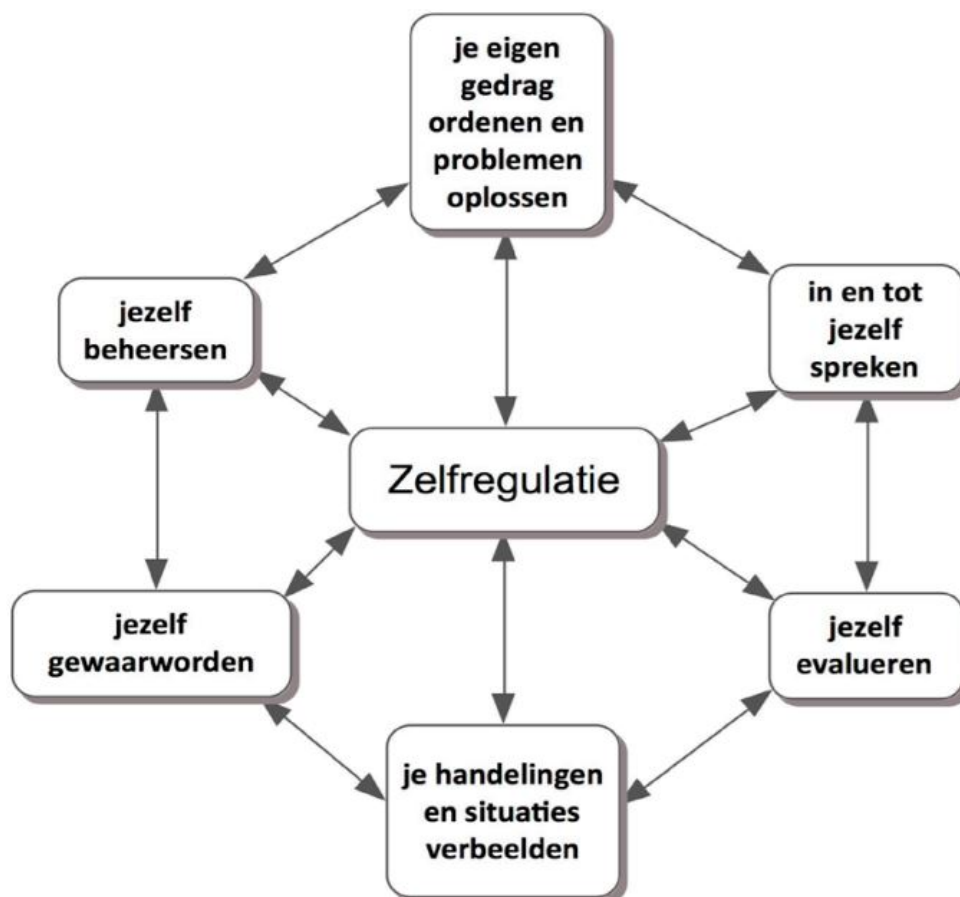 je eigen
gedrag
ordenen en
problemen
oplossen
jezelf
beheersen
in en tot
jezelf
spreken
Zelfregulatie
jezelf
gewaarworden
jezelf
evalueren
je handelingen
en situaties
verbeelden